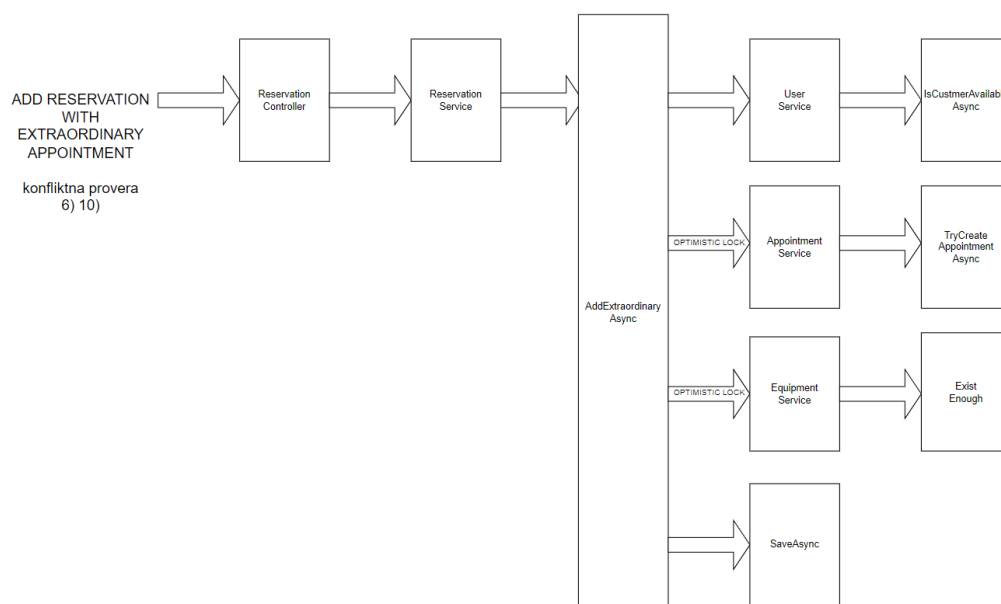 ADD RESERVATION
WITH
EXTRAORDINARY
APPOINTMENT
konfliktna provera
6) 10)
Reservation
Controller
Reservation
Service
AddExtraordinary
Async
User
Service
IsCustmerAvailabl
Async
OPTIMISTIC LOCK
Appointment
Service
TryCreate
Appointment
Async
OPTIMISTIC LOCK
Equipment
Service
Exist
Enough
SaveAsync